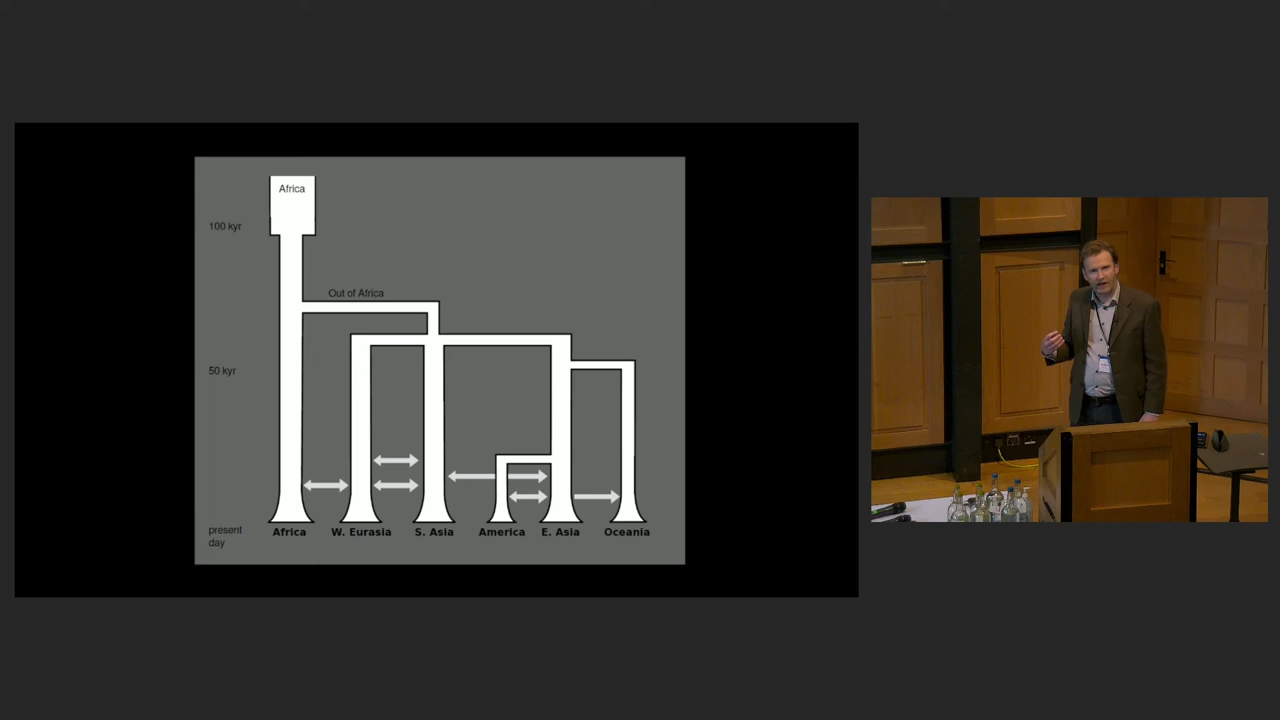 Africa
100 kyr
Out of Africa
50 kyr
present
day
Africa
W. Eurasia
S. Asia
America
E. Asia
Oceania